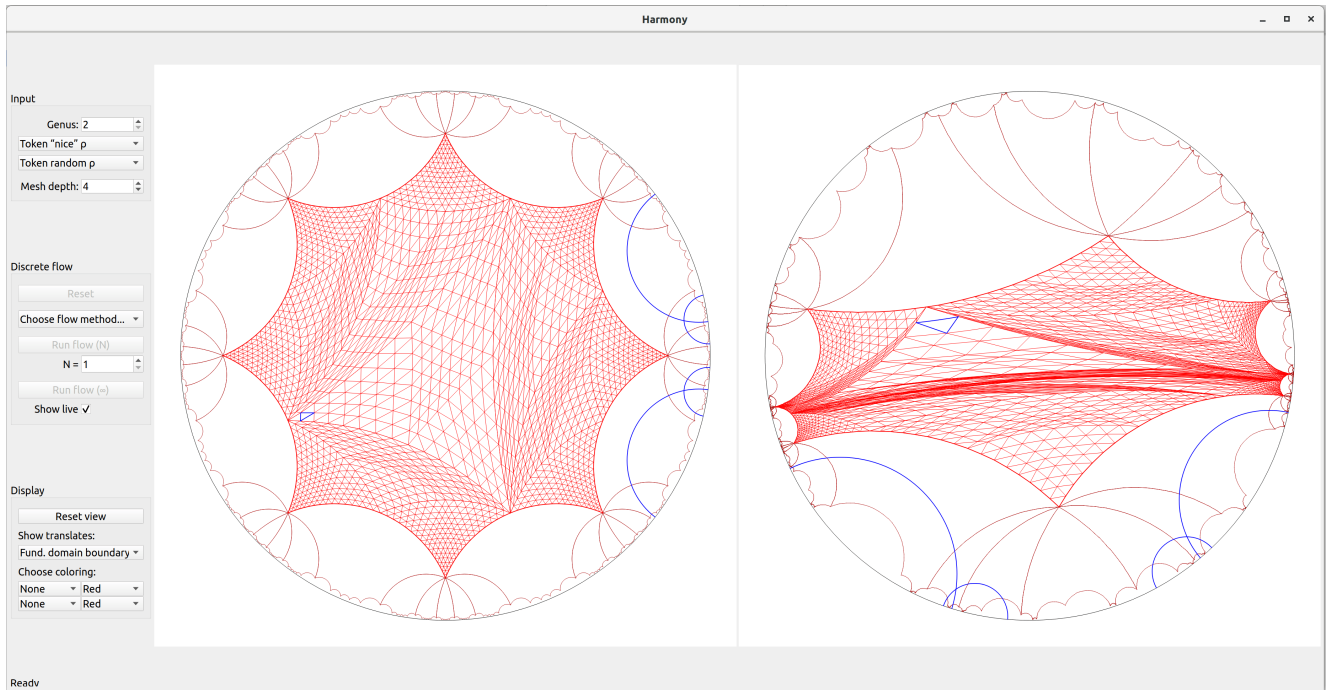 Harmony
Input
Genus: 2
Token "nice" ρ
Token random ρ
Mesh depth: 4
Discrete flow
Reset
Choose flow method...
Run flow (N)
N = 1
Run flow (∞)
Show live ✓
Display
Reset view
Show translates:
Fund. domain boundary
Choose coloring:
None Red
None Red
Ready